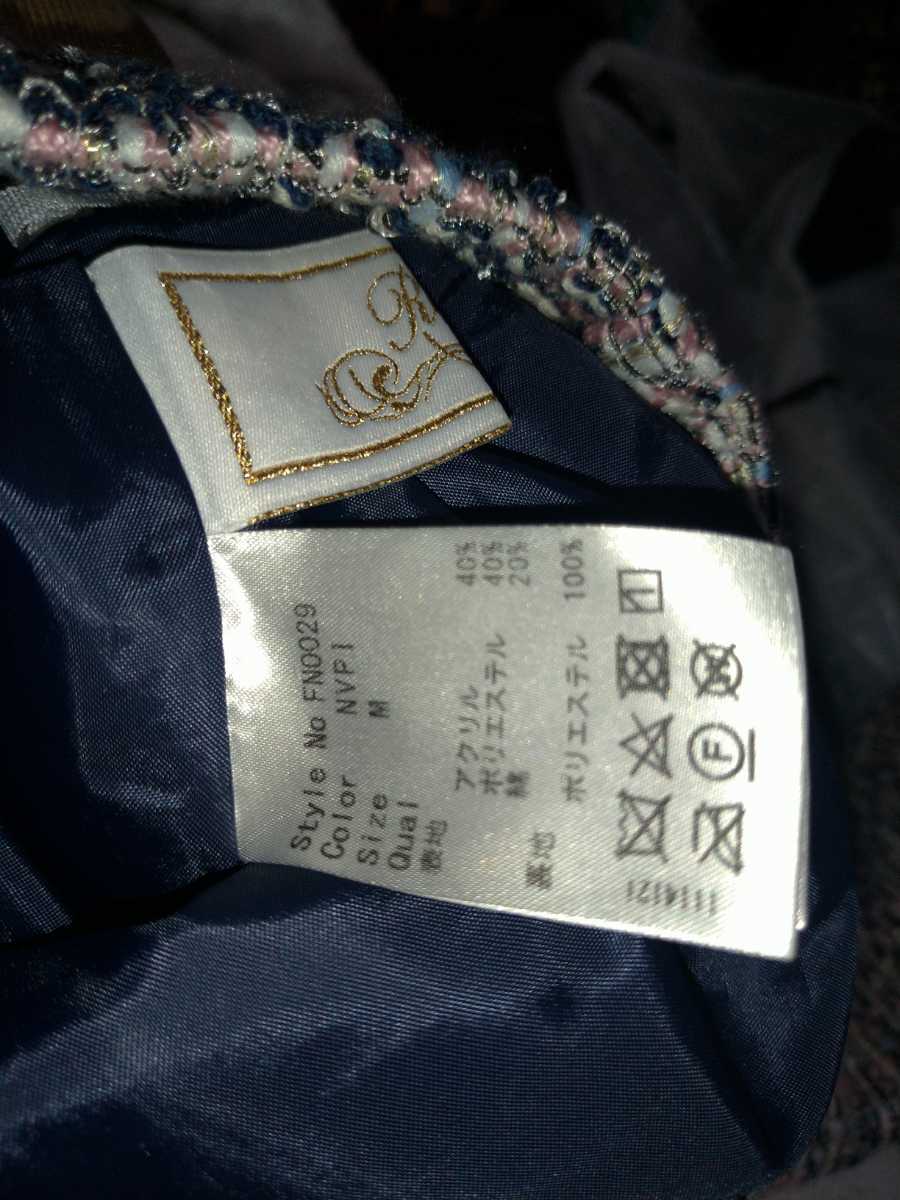 Style No FN0029
Color NVPI
Size M
Qual
表地
アクリル 40%
ポリエステル 40%
綿 20%
裏地
ポリエステル 100%
F
W